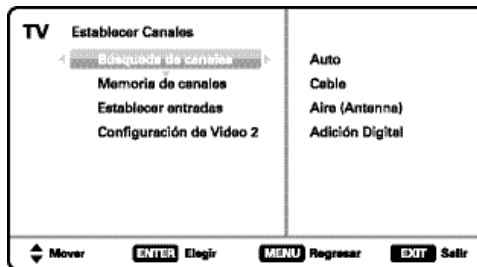 TV Establecer Canales
Búsqueda de canales
Memoria de canales
Establecer entradas
Configuración de Video 2
Auto
Cable
Aire (Antenna)
Adición Digital
Mover ENTER Elegir MENU Regresar EXIT Salir